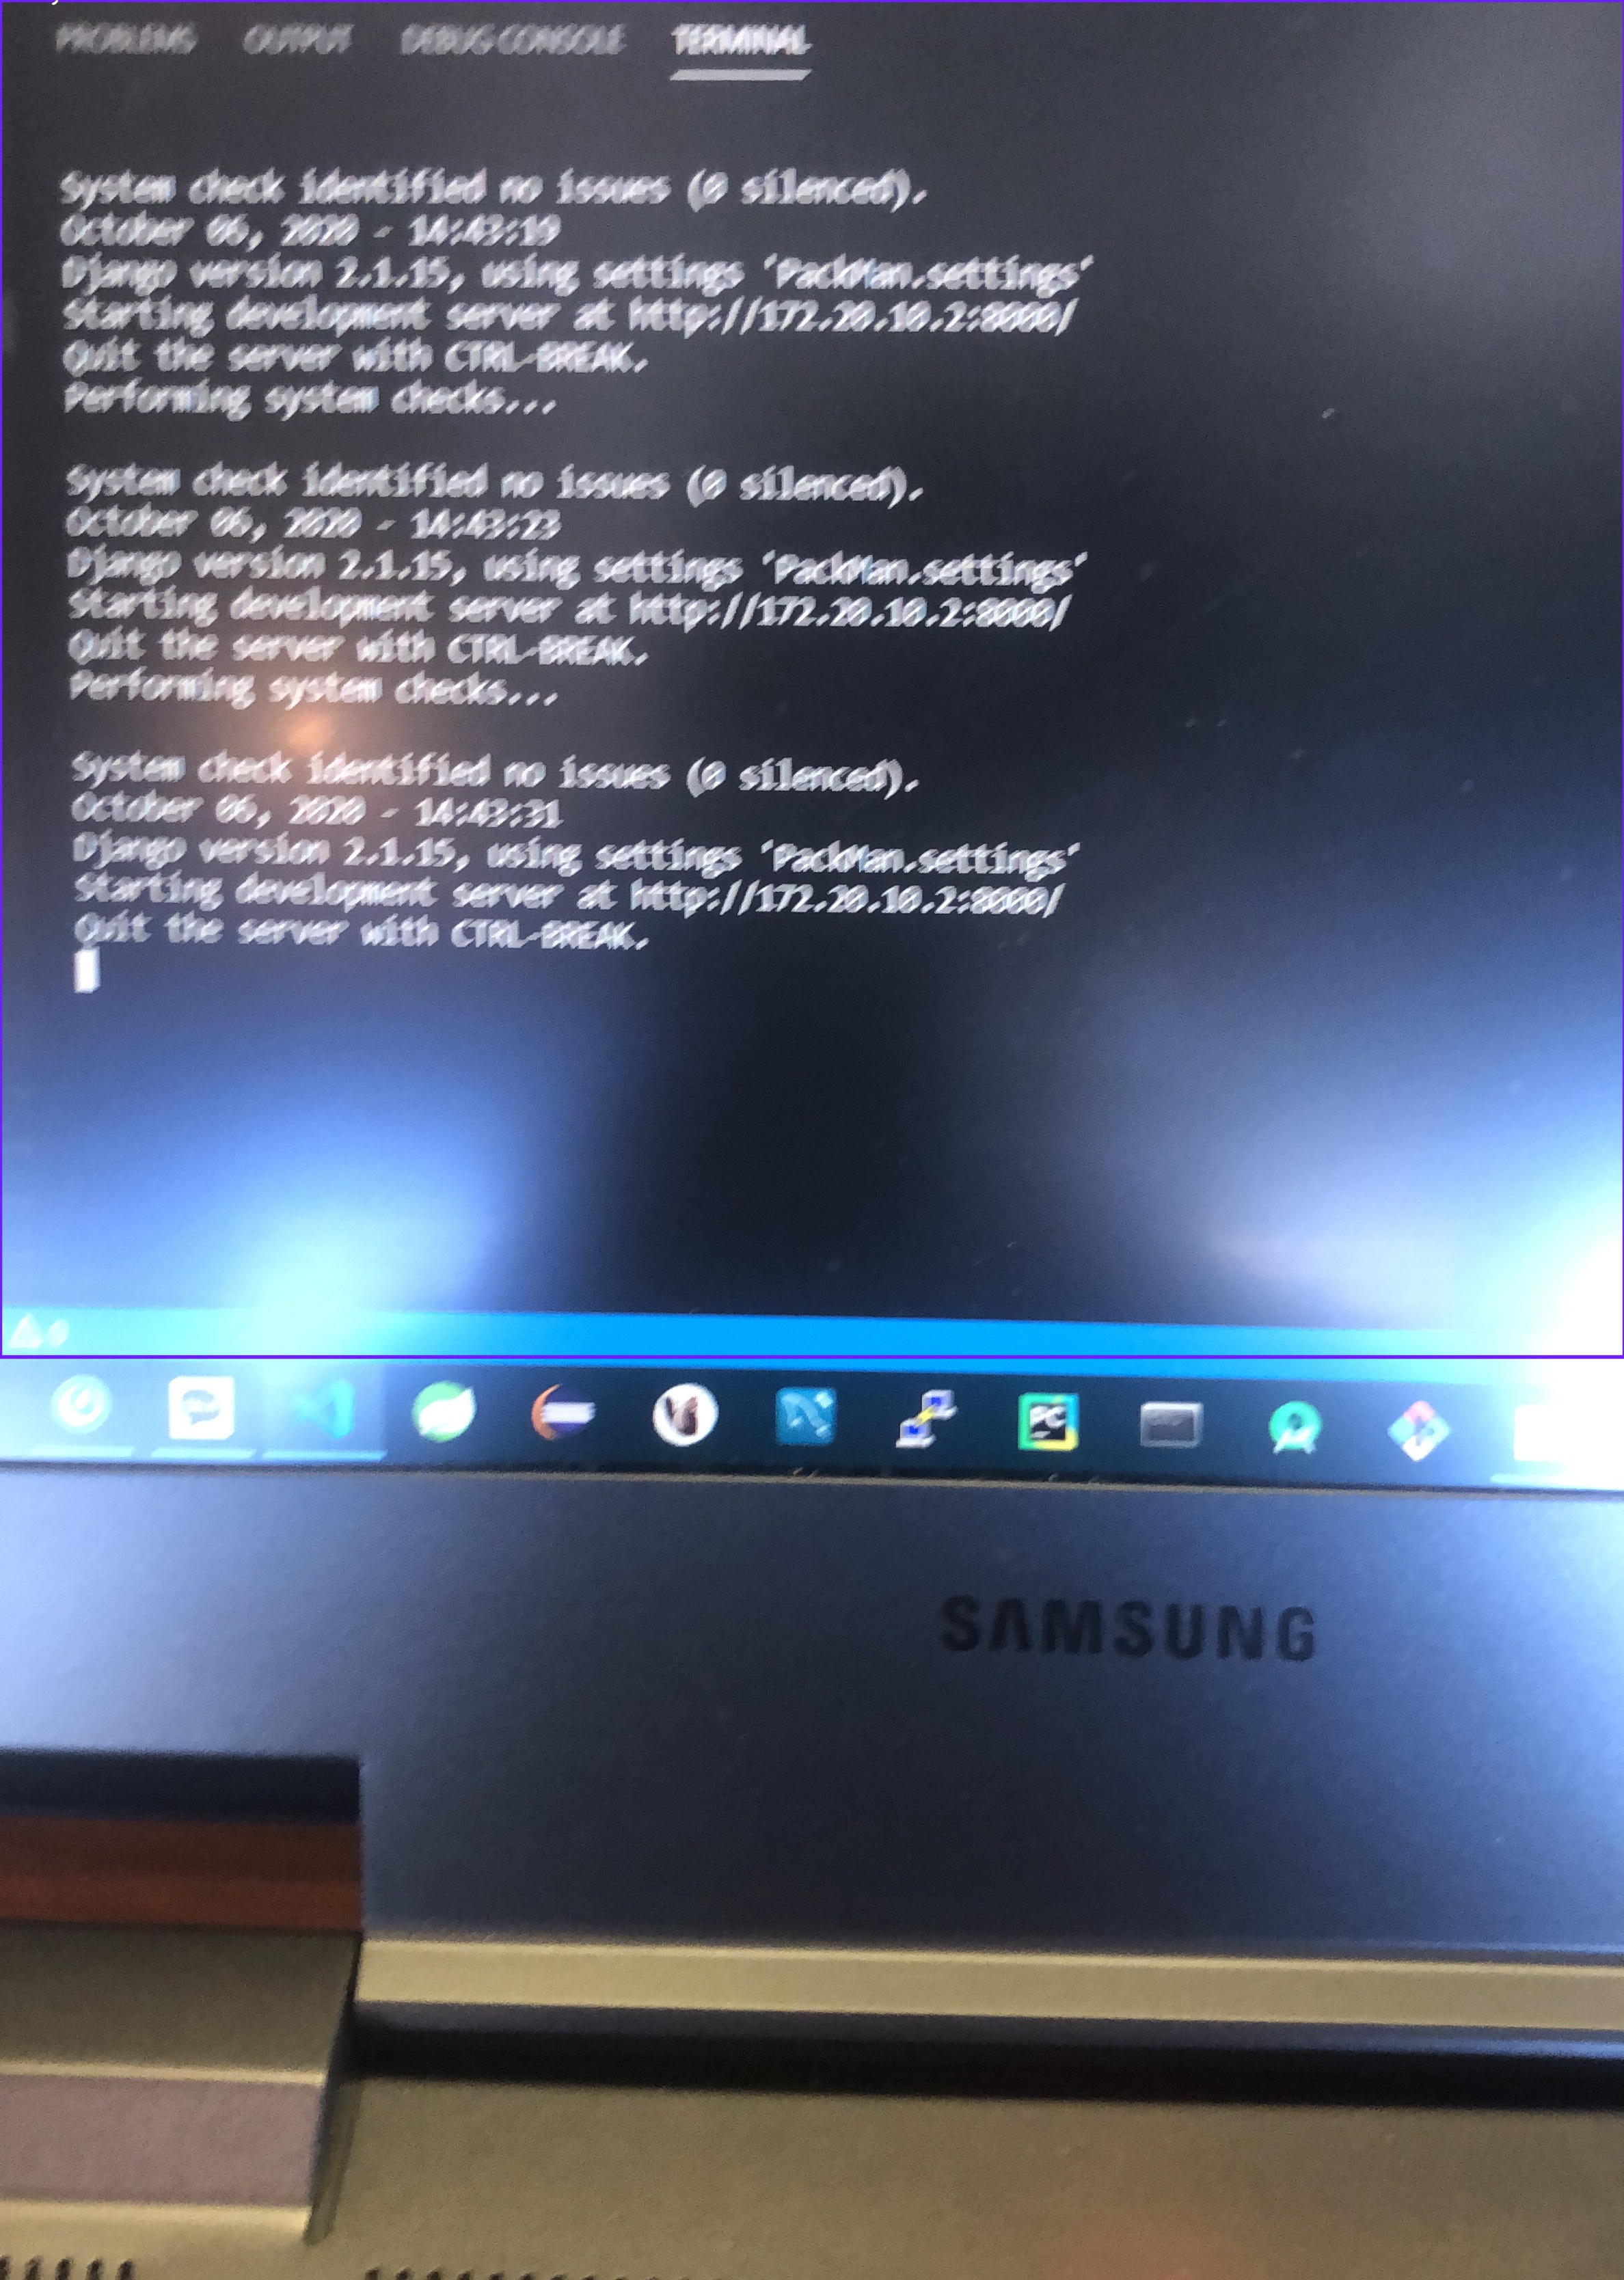 PROBLEMS OUTPUT DEBUG CONSOLE TERMINAL
System check identified no issues (0 silenced).
October 06, 2020 - 14:43:19
Django version 2.1.15, using settings 'PackMan.settings'
Starting development server at http://172.20.10.2:8000/
Quit the server with CTRL-BREAK.
Performing system checks...
System check identified no issues (0 silenced).
October 06, 2020 - 14:43:23
Django version 2.1.15, using settings 'PackMan.settings'
Starting development server at http://172.20.10.2:8000/
Quit the server with CTRL-BREAK.
Performing system checks...
System check identified no issues (0 silenced).
October 06, 2020 - 14:43:31
Django version 2.1.15, using settings 'PackMan.settings'
Starting development server at http://172.20.10.2:8000/
Quit the server with CTRL-BREAK.
PC
SAMSUNG